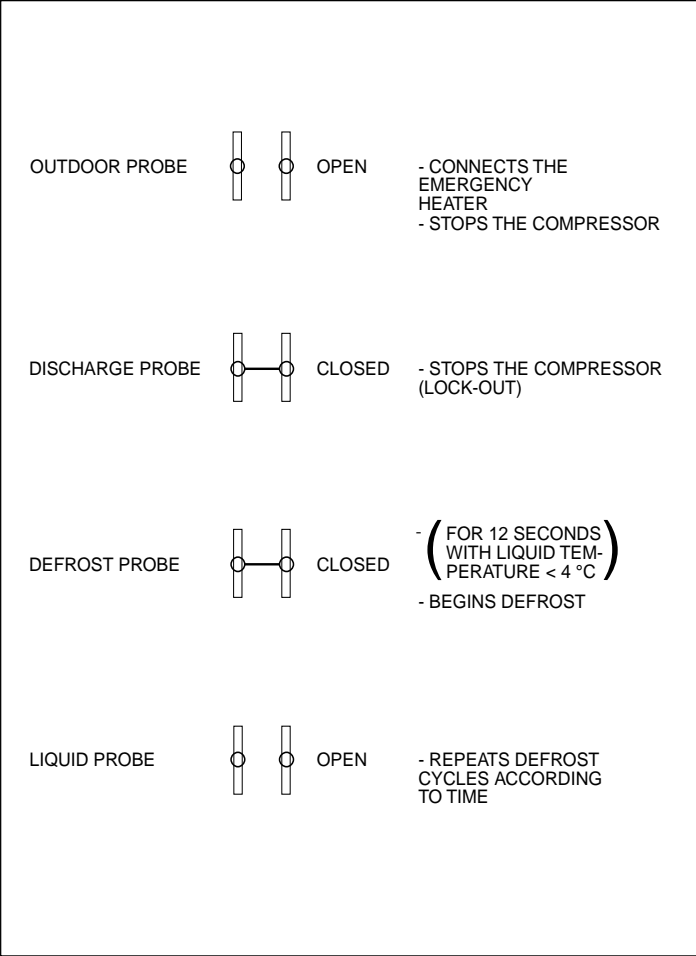 OUTDOOR PROBE OPEN - CONNECTS THE
EMERGENCY
HEATER
- STOPS THE COMPRESSOR
DISCHARGE PROBE CLOSED - STOPS THE COMPRESSOR
(LOCK-OUT)
DEFROST PROBE CLOSED - (FOR 12 SECONDS
WITH LIQUID TEM-
PERATURE < 4 °C)
- BEGINS DEFROST
LIQUID PROBE OPEN - REPEATS DEFROST
CYCLES ACCORDING
TO TIME